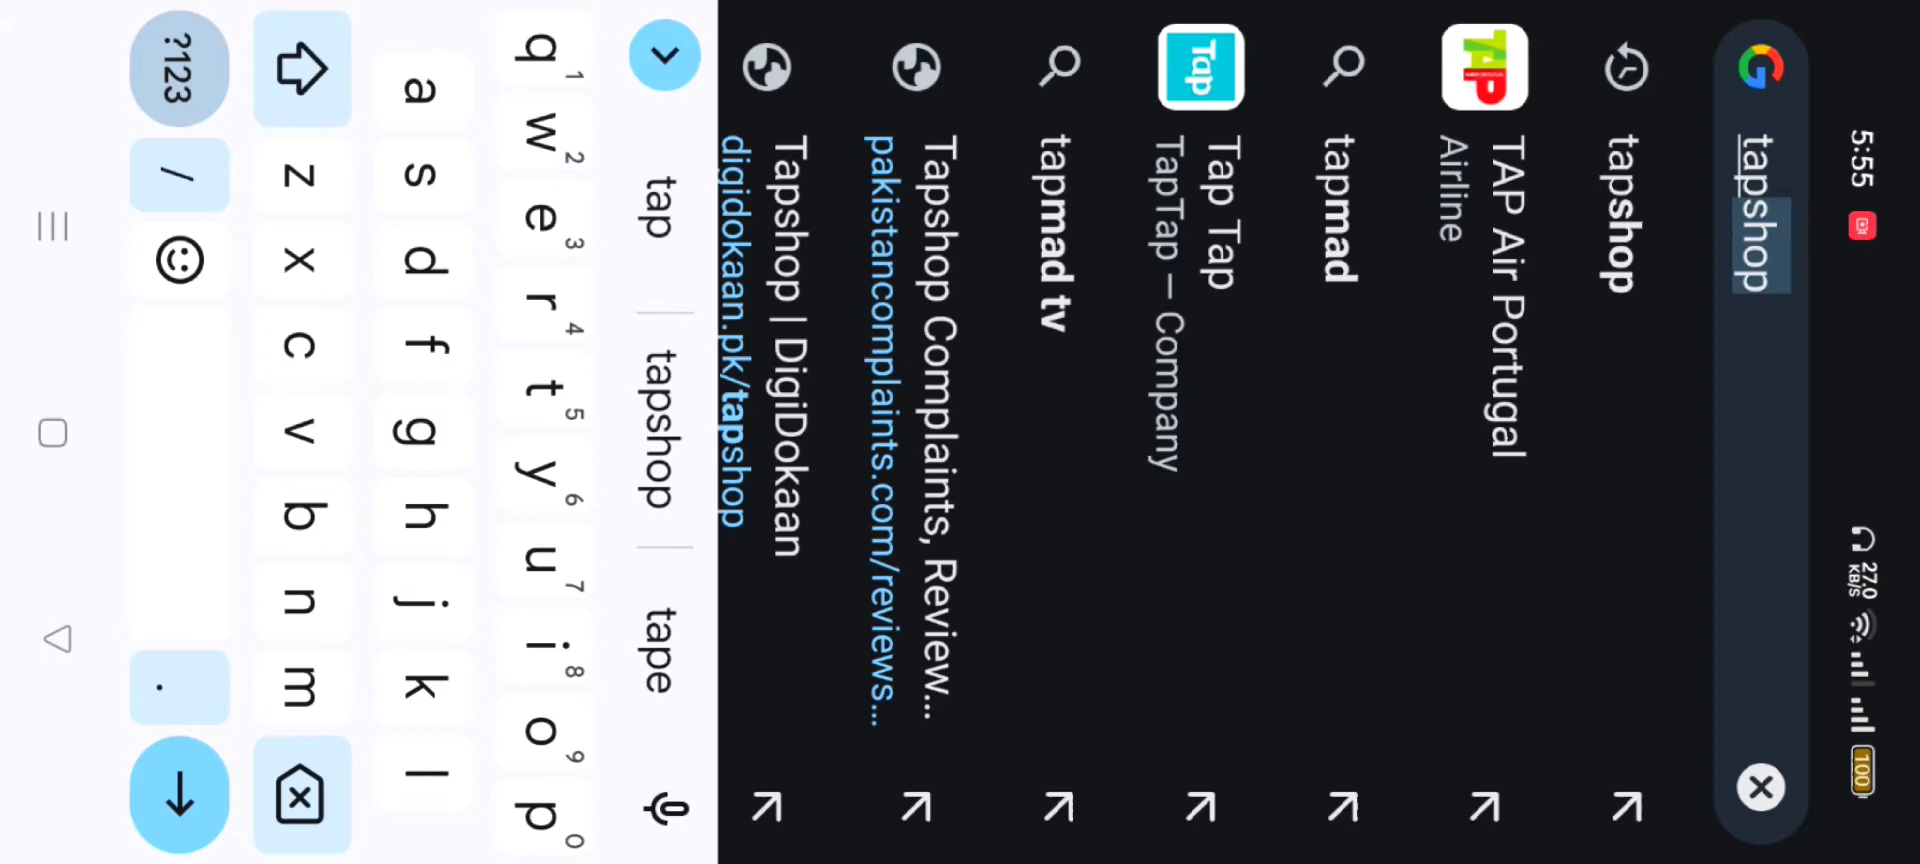 5:55
27.0
KB/S
100
tapshop
tapshop
TAP
TAP Air Portugal
Airline
tapmad
Tap
Tap Tap
TapTap — Company
tapmad tv
Tapshop Complaints, Review...
pakistancomplaints.com/reviews...
Tapshop | DigiDokaan
digidokaan.pk/tapshop
tap tapshop tape
q 1 w 2 e 3 r 4 t 5 y 6 u 7 i 8 o 9 p 0
a s d f g h j k l
z x c v b n m
?123 / .